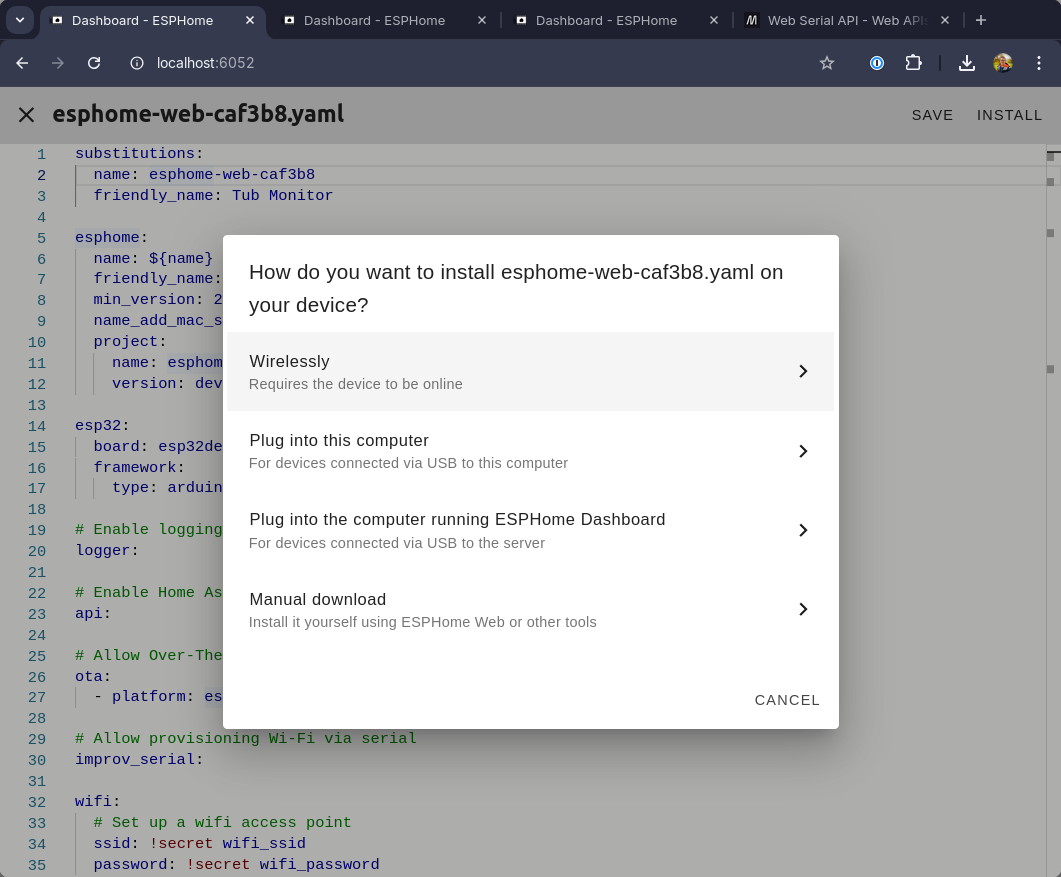 Dashboard - ESPHome
Dashboard - ESPHome
Dashboard - ESPHome
Web Serial API - Web APIs
localhost:6052
esphome-web-caf3b8.yaml
SAVE
INSTALL
1 substitutions:
2 name: esphome-web-caf3b8
3 friendly_name: Tub Monitor
4
5 esphome:
6 name: ${name}
7 friendly_name:
8 min_version: 2
9 name_add_mac_s
10 project:
11 name: esphom
12 version: dev
13
14 esp32:
15 board: esp32de
16 framework:
17 type: arduin
18
19 # Enable logging
20 logger:
21
22 # Enable Home As
23 api:
24
25 # Allow Over-The
26 ota:
27 - platform: es
28
29 # Allow provisioning Wi-Fi via serial
30 improv_serial:
31
32 wifi:
33 # Set up a wifi access point
34 ssid: !secret wifi_ssid
35 password: !secret wifi_password
How do you want to install esphome-web-caf3b8.yaml on
your device?
Wirelessly
Requires the device to be online
Plug into this computer
For devices connected via USB to this computer
Plug into the computer running ESPHome Dashboard
For devices connected via USB to the server
Manual download
Install it yourself using ESPHome Web or other tools
CANCEL